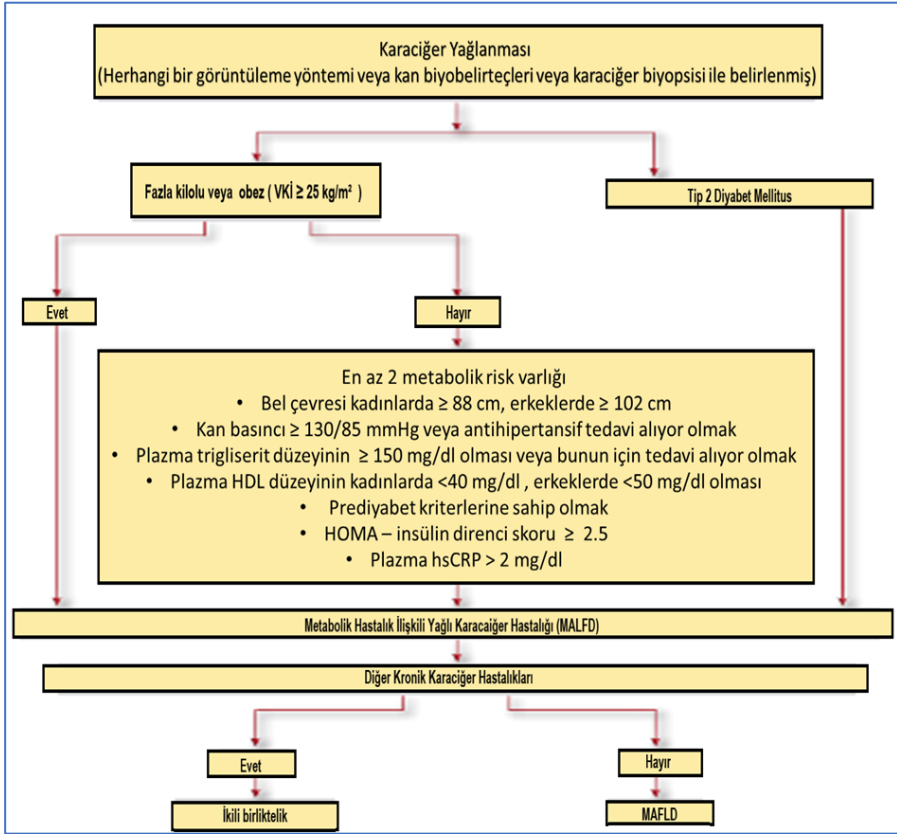 Karaciğer Yağlanması
(Herhangi bir görüntüleme yöntemi veya kan biyobelirteçleri veya karaciğer biyopsisi ile belirlenmiş)
Fazla kilolu veya obez ( VKİ ≥ 25 kg/m² )
Tip 2 Diyabet Mellitus
Evet
Hayır
En az 2 metabolik risk varlığı
• Bel çevresi kadınlarda ≥ 88 cm, erkeklerde ≥ 102 cm
• Kan basıncı ≥ 130/85 mmHg veya antihipertansif tedavi alıyor olmak
• Plazma trigliserit düzeyinin ≥ 150 mg/dl olması veya bunun için tedavi alıyor olmak
• Plazma HDL düzeyinin kadınlarda <40 mg/dl , erkeklerde <50 mg/dl olması
• Prediyabet kriterlerine sahip olmak
• HOMA – insülin direnci skoru ≥ 2.5
• Plazma hsCRP > 2 mg/dl
Metabolik Hastalık İlişkili Yağlı Karacaiğer Hastalığı (MALFD)
Diğer Kronik Karaciğer Hastalıkları
Evet
Hayır
İkili birliktelik
MAFLD